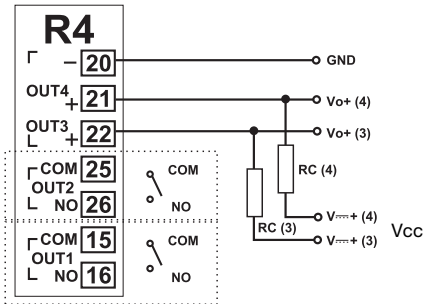 R4
− 20 GND
OUT4 + 21 Vo+ (4)
OUT3 + 22 Vo+ (3)
COM 25 COM
OUT2 RC (4)
NO 26 NO
V⎓+ (4)
RC (3)
Vcc
COM 15 COM V⎓+ (3)
OUT1
NO 16 NO